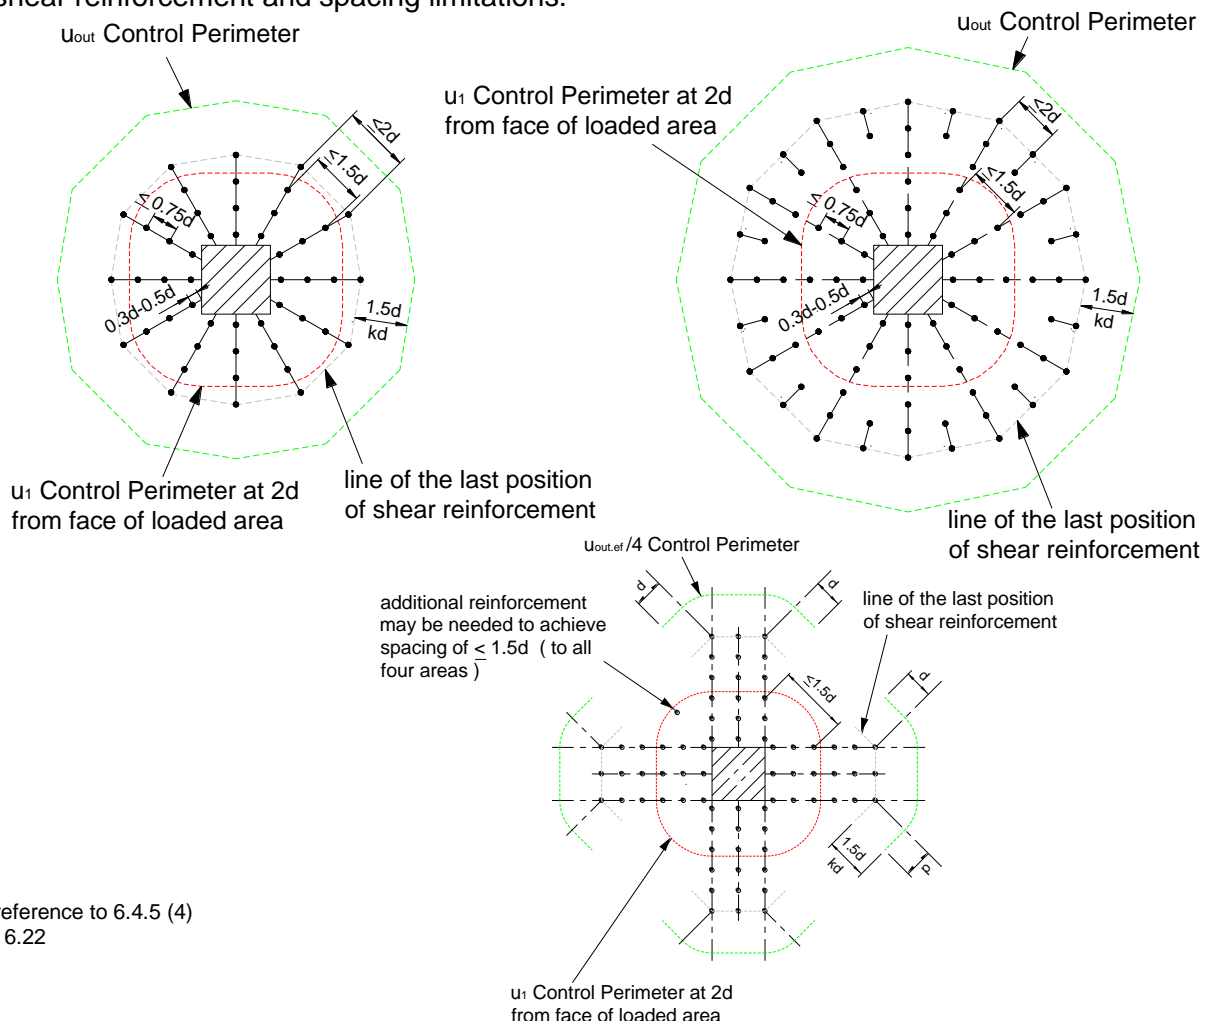 shear reinforcement and spacing limitations.
uout Control Perimeter
≤2d
≤1.5d
≤ 0.75d
0.3d-0.5d
1.5d
kd
u1 Control Perimeter at 2d
from face of loaded area
line of the last position
of shear reinforcement
uout Control Perimeter
u1 Control Perimeter at 2d
from face of loaded area
≤2d
≤1.5d
≤ 0.75d
0.3d-0.5d
1.5d
kd
line of the last position
of shear reinforcement
uout.ef /4 Control Perimeter
d
d
additional reinforcement
may be needed to achieve
spacing of ≤ 1.5d ( to all
four areas )
line of the last position
of shear reinforcement
≤1.5d
d
1.5d
kd
d
eference to 6.4.5 (4)
6.22
u1 Control Perimeter at 2d
from face of loaded area